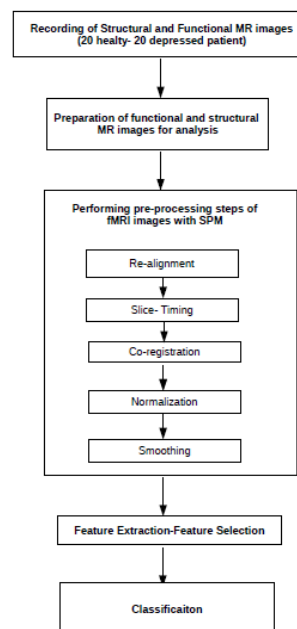 Recording of Structural and Functional MR images
(20 healty- 20 depressed patient)
Preparation of functional and structural
MR images for analysis
Performing pre-processing steps of
fMRI images with SPM
Re-alignment
Slice- Timing
Co-registration
Normalization
Smoothing
Feature Extraction-Feature Selection
Classificaiton